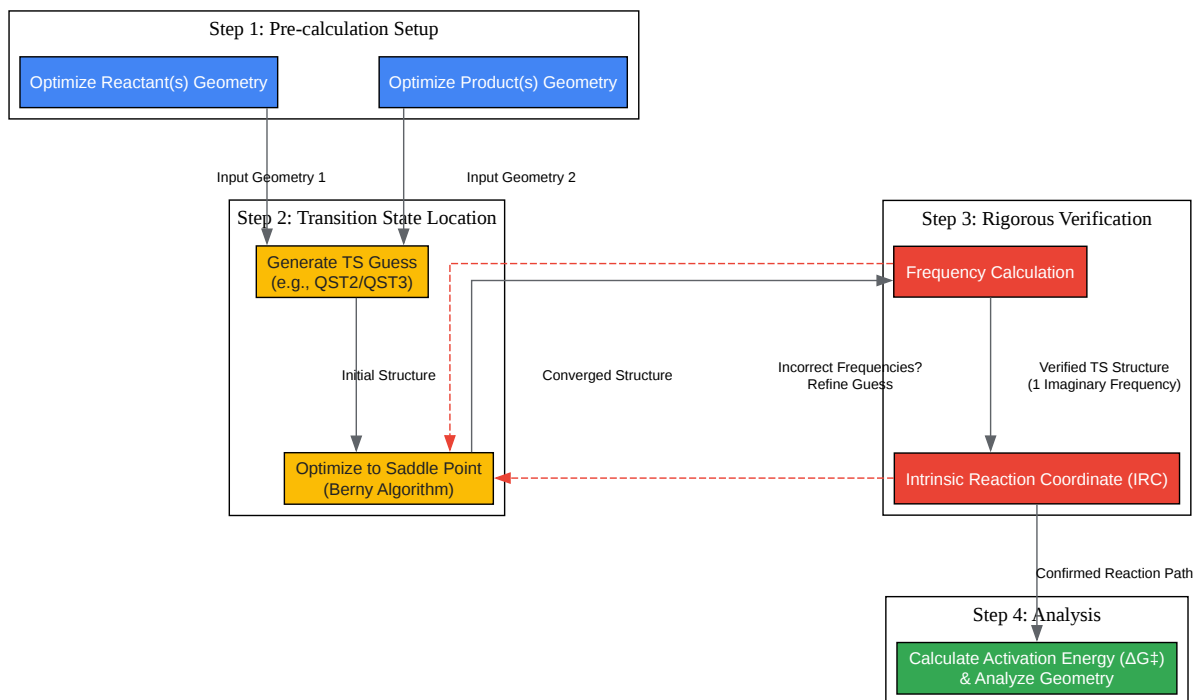 Step 1: Pre-calculation Setup
Optimize Reactant(s) Geometry
Optimize Product(s) Geometry
Input Geometry 1
Input Geometry 2
Step 2: Transition State Location
Generate TS Guess
(e.g., QST2/QST3)
Initial Structure
Optimize to Saddle Point
(Berny Algorithm)
Converged Structure
Incorrect Frequencies?
Refine Guess
Step 3: Rigorous Verification
Frequency Calculation
Verified TS Structure
(1 Imaginary Frequency)
Intrinsic Reaction Coordinate (IRC)
Confirmed Reaction Path
Step 4: Analysis
Calculate Activation Energy (ΔG‡)
& Analyze Geometry